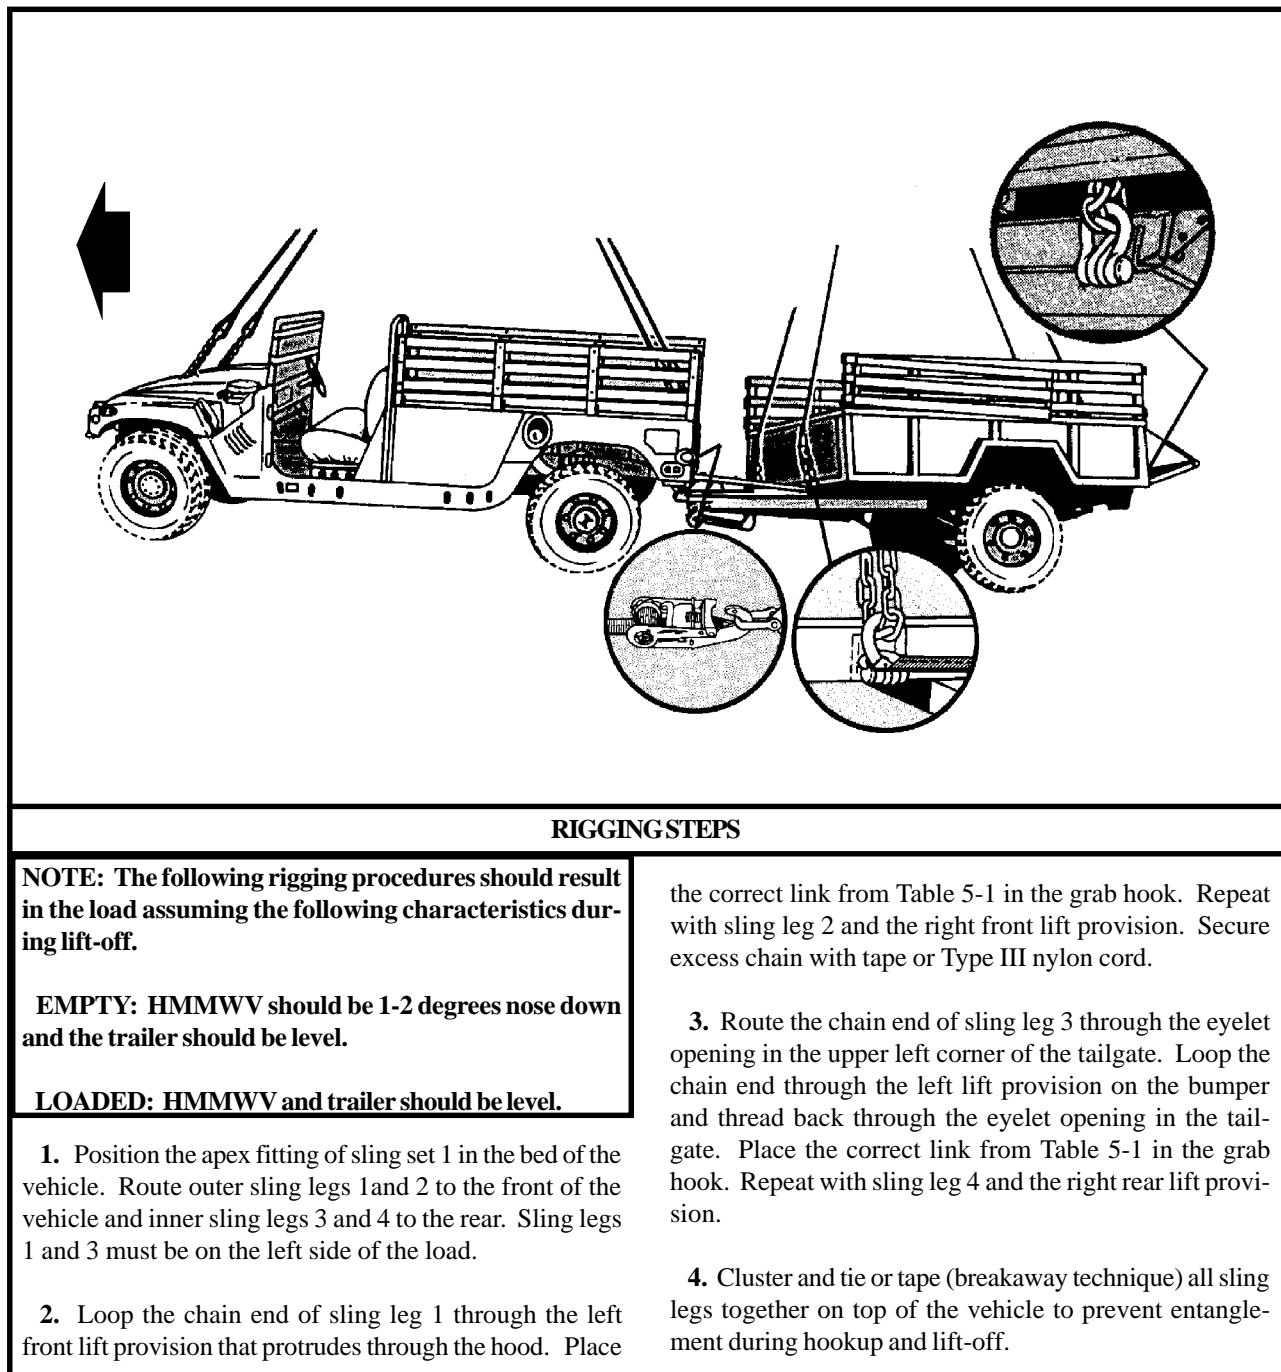 RIGGING STEPS
NOTE: The following rigging procedures should result
in the load assuming the following characteristics dur-
ing lift-off.
EMPTY: HMMWV should be 1-2 degrees nose down
and the trailer should be level.
LOADED: HMMWV and trailer should be level.
1. Position the apex fitting of sling set 1 in the bed of the
vehicle. Route outer sling legs 1and 2 to the front of the
vehicle and inner sling legs 3 and 4 to the rear. Sling legs
1 and 3 must be on the left side of the load.
2. Loop the chain end of sling leg 1 through the left
front lift provision that protrudes through the hood. Place
the correct link from Table 5-1 in the grab hook. Repeat
with sling leg 2 and the right front lift provision. Secure
excess chain with tape or Type III nylon cord.
3. Route the chain end of sling leg 3 through the eyelet
opening in the upper left corner of the tailgate. Loop the
chain end through the left lift provision on the bumper
and thread back through the eyelet opening in the tail-
gate. Place the correct link from Table 5-1 in the grab
hook. Repeat with sling leg 4 and the right rear lift provi-
sion.
4. Cluster and tie or tape (breakaway technique) all sling
legs together on top of the vehicle to prevent entangle-
ment during hookup and lift-off.